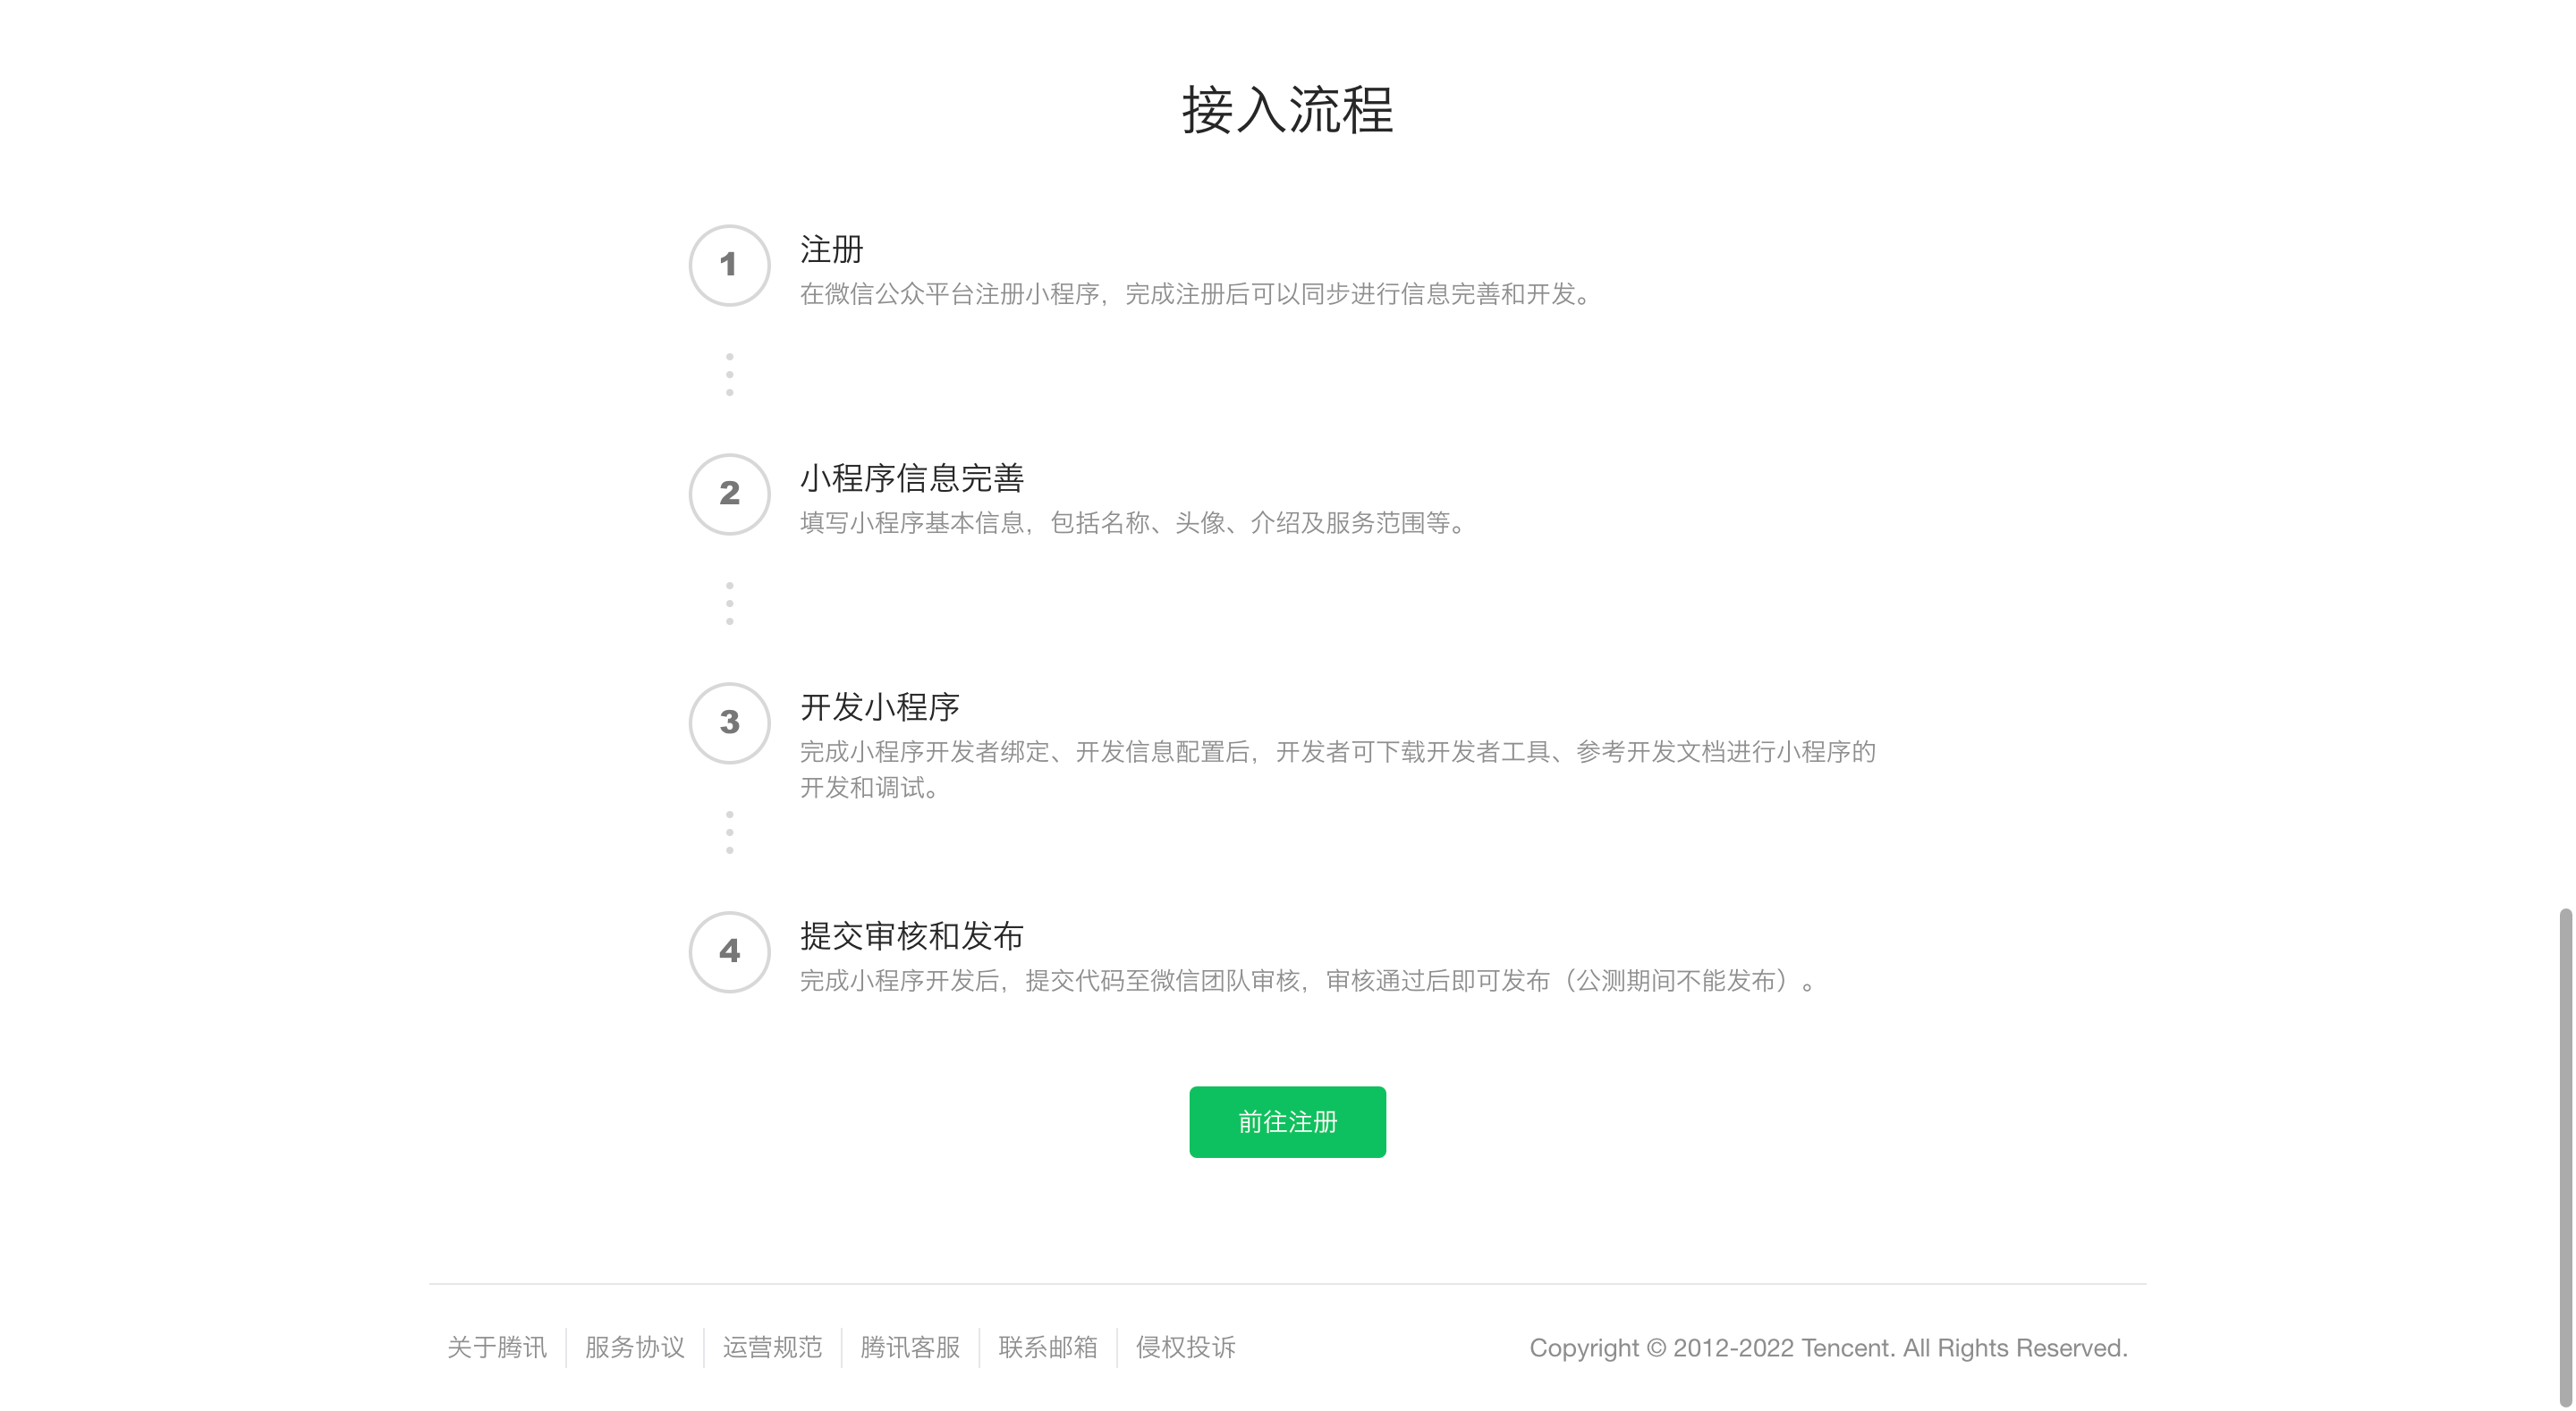 接入流程
1
注册
在微信公众平台注册小程序，完成注册后可以同步进行信息完善和开发。
2
小程序信息完善
填写小程序基本信息，包括名称、头像、介绍及服务范围等。
3
开发小程序
完成小程序开发者绑定、开发信息配置后，开发者可下载开发者工具、参考开发文档进行小程序的
开发和调试。
4
提交审核和发布
完成小程序开发后，提交代码至微信团队审核，审核通过后即可发布（公测期间不能发布）。
前往注册
关于腾讯 服务协议 运营规范 腾讯客服 联系邮箱 侵权投诉 Copyright © 2012-2022 Tencent. All Rights Reserved.